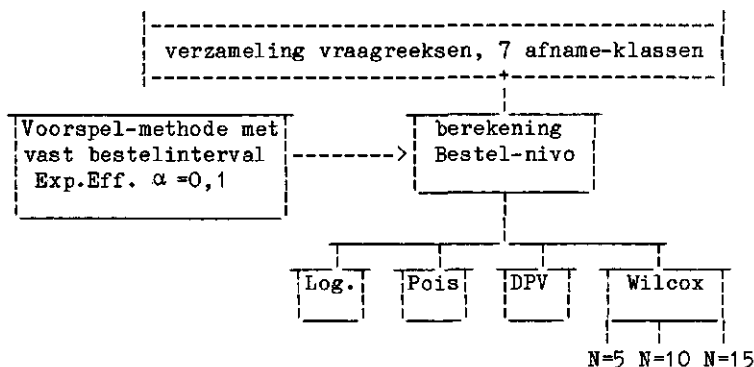 verzameling vraagreeksen, 7 afname-klassen
Voorspel-methode met
vast bestelinterval
Exp.Eff. α =0,1
berekening
Bestel-nivo
Log.
Pois
DPV
Wilcox
N=5 N=10 N=15